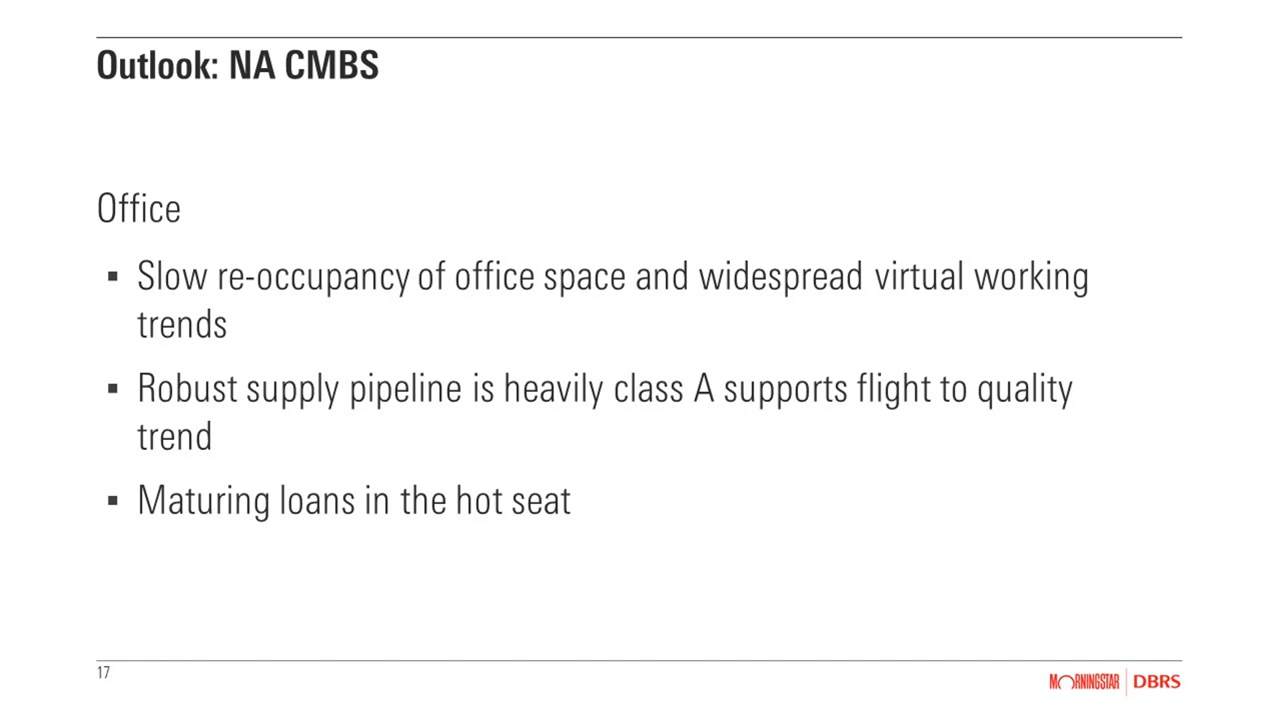 Outlook: NA CMBS
Office
▪ Slow re-occupancy of office space and widespread virtual working
trends
▪ Robust supply pipeline is heavily class A supports flight to quality
trend
▪ Maturing loans in the hot seat
17
MORNINGSTAR | DBRS